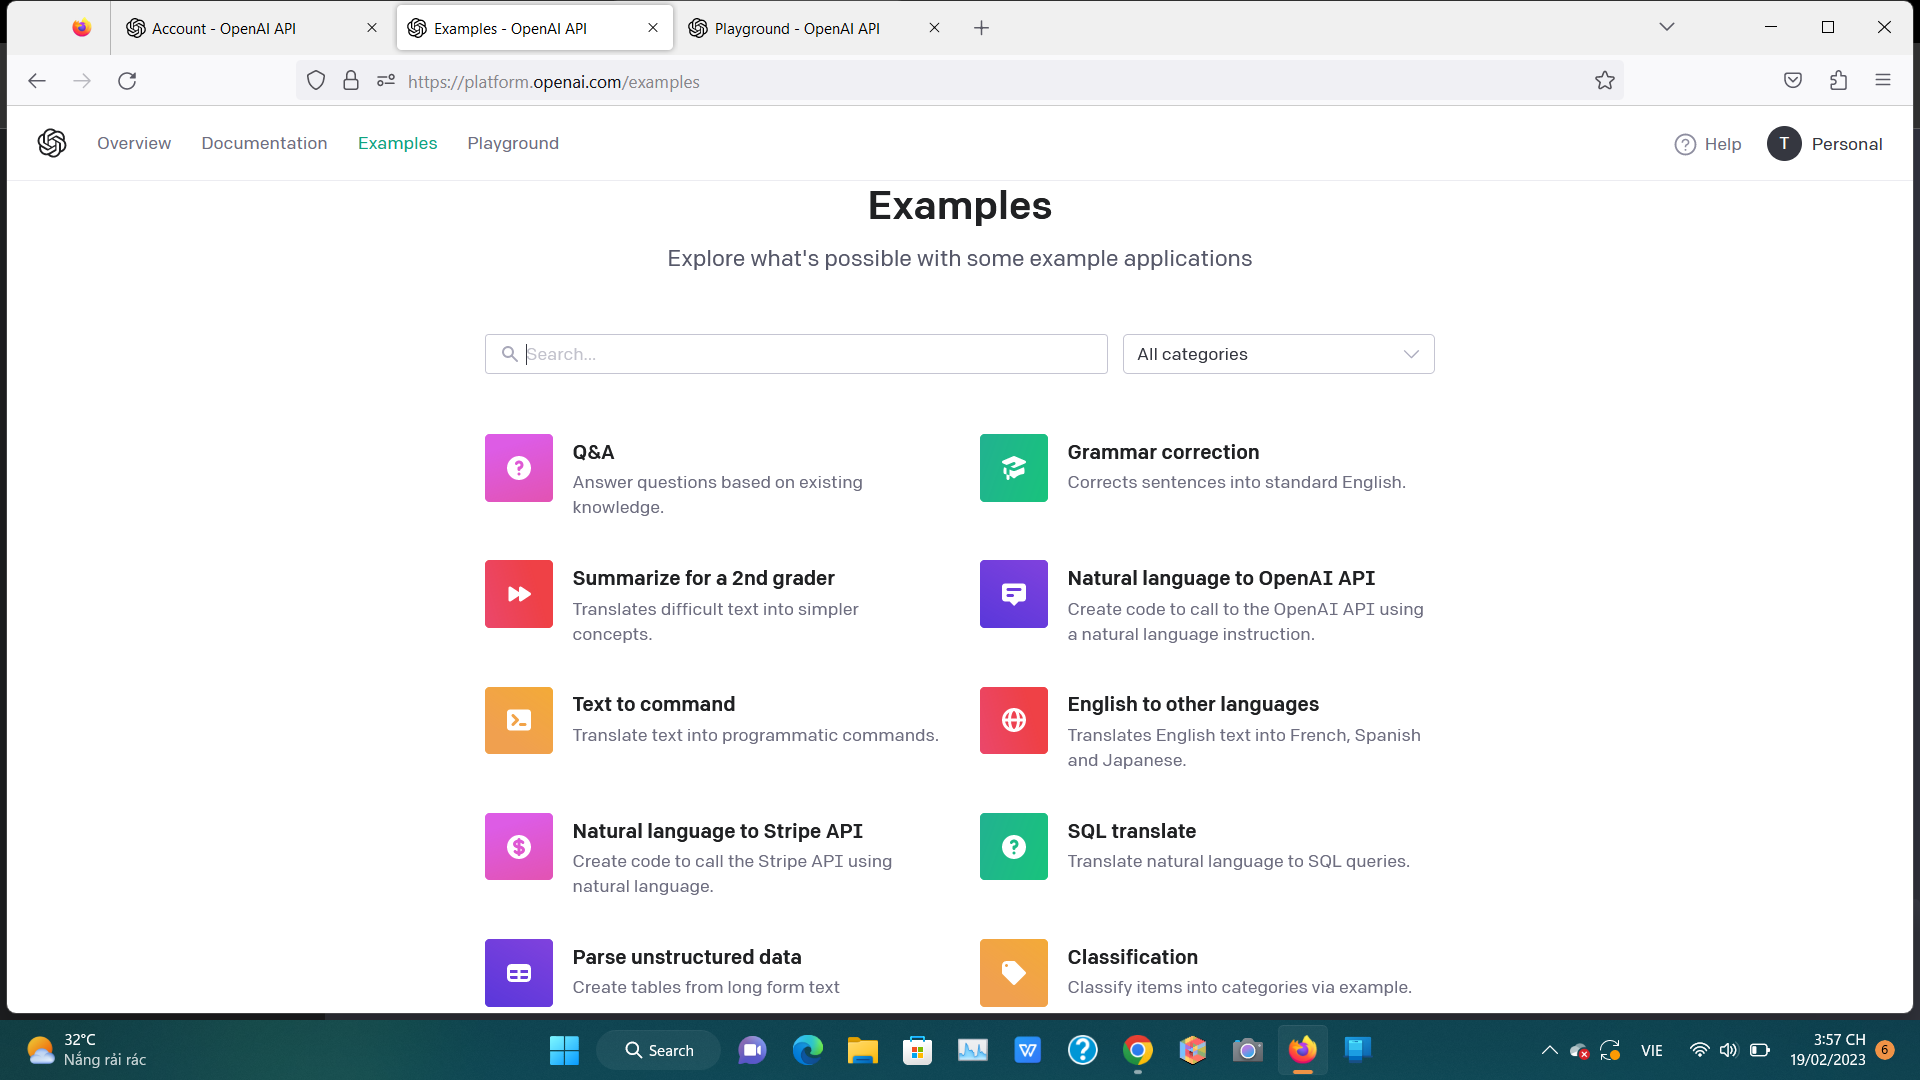 Account - OpenAI API
Examples - OpenAI API
Playground - OpenAI API
https://platform.openai.com/examples
Overview
Documentation
Examples
Playground
Help
T
Personal
Examples
Explore what's possible with some example applications
Search...
All categories
Q&A
Answer questions based on existing
knowledge.
Grammar correction
Corrects sentences into standard English.
Summarize for a 2nd grader
Translates difficult text into simpler
concepts.
Natural language to OpenAI API
Create code to call to the OpenAI API using
a natural language instruction.
Text to command
Translate text into programmatic commands.
English to other languages
Translates English text into French, Spanish
and Japanese.
Natural language to Stripe API
Create code to call the Stripe API using
natural language.
SQL translate
Translate natural language to SQL queries.
Parse unstructured data
Create tables from long form text
Classification
Classify items into categories via example.
32°C
Nắng rải rác
Search
VIE
3:57 CH
19/02/2023
6